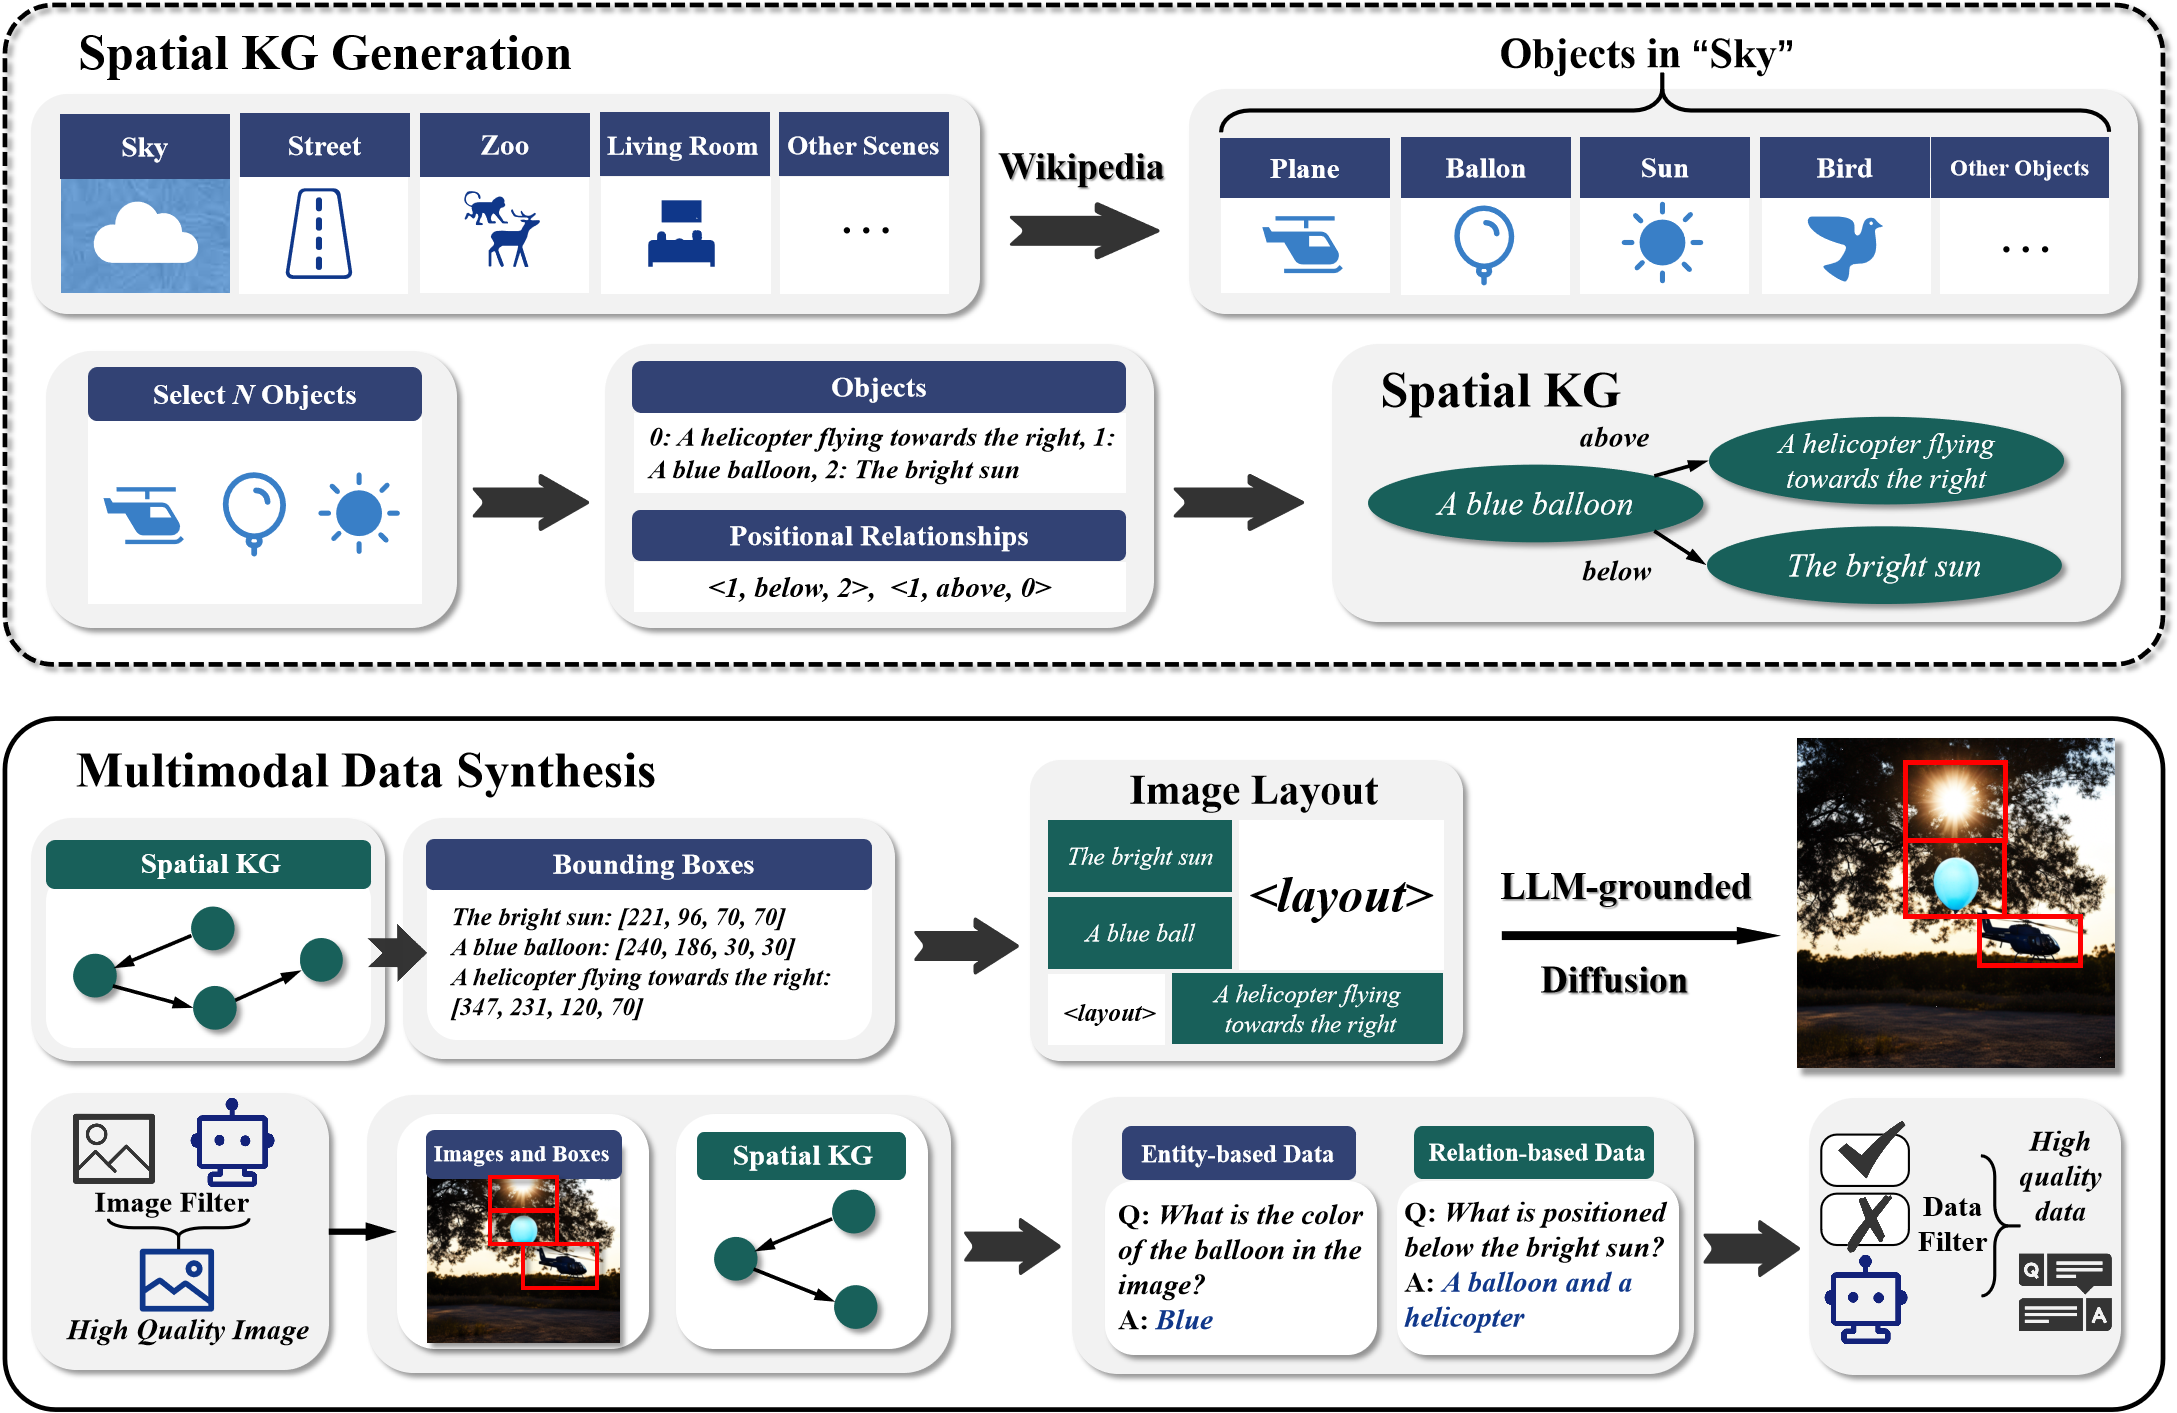 Spatial KG Generation
Objects in “Sky”
Sky
Street
Zoo
Living Room
Other Scenes
Wikipedia
Plane
Ballon
Sun
Bird
Other Objects
Select N Objects
Objects
0: A helicopter flying towards the right, 1:
A blue balloon, 2: The bright sun
Positional Relationships
<1, below, 2>, <1, above, 0>
Spatial KG
above
A helicopter flying
towards the right
A blue balloon
below
The bright sun
Multimodal Data Synthesis
Spatial KG
Bounding Boxes
The bright sun: [221, 96, 70, 70]
A blue balloon: [240, 186, 30, 30]
A helicopter flying towards the right:
[347, 231, 120, 70]
Image Layout
The bright sun
A blue ball
<layout>
<layout>
A helicopter flying
towards the right
LLM-grounded
Diffusion
Image Filter
High Quality Image
Images and Boxes
Spatial KG
Entity-based Data
Q: What is the color
of the balloon in the
image?
A: Blue
Relation-based Data
Q: What is positioned
below the bright sun?
A: A balloon and a
helicopter
Data
Filter
High
quality
data
Q
A